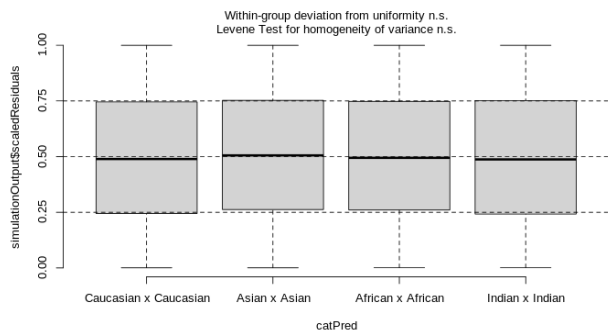 Within-group deviation from uniformity n.s.
Levene Test for homogeneity of variance n.s.
simulationOutput$scaledResiduals
1.00
0.75
0.50
0.25
0.00
Caucasian x Caucasian
Asian x Asian
African x African
Indian x Indian
catPred